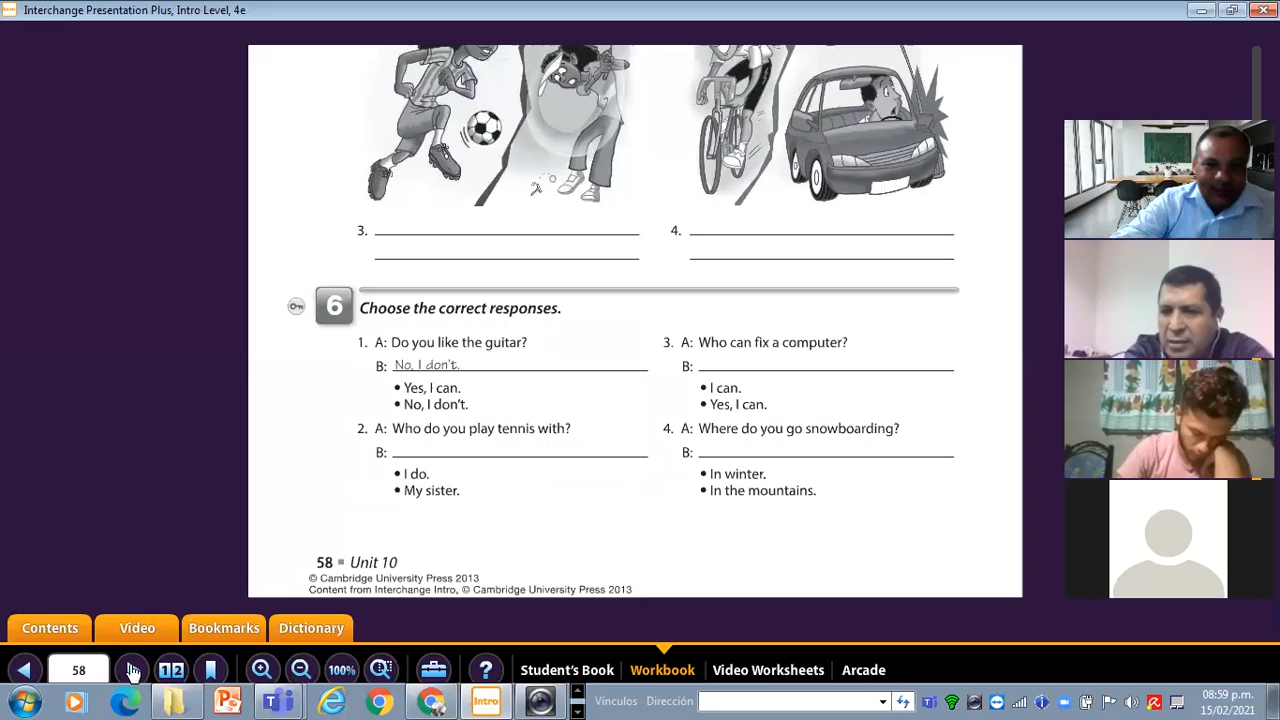 Interchange Presentation Plus, Intro Level, 4e
3.
4.
6 Choose the correct responses.
1. A: Do you like the guitar?
B: No, I don't.
• Yes, I can.
• No, I don't.
2. A: Who do you play tennis with?
B:
• I do.
• My sister.
3. A: Who can fix a computer?
B:
• I can.
• Yes, I can.
4. A: Where do you go snowboarding?
B:
• In winter.
• In the mountains.
58 ■ Unit 10
© Cambridge University Press 2013
Content from Interchange Intro, © Cambridge University Press 2013
Contents Video Bookmarks Dictionary
58 12 100% ? Student's Book Workbook Video Worksheets Arcade
Intro Vínculos Dirección 08:59 p.m.
15/02/2021